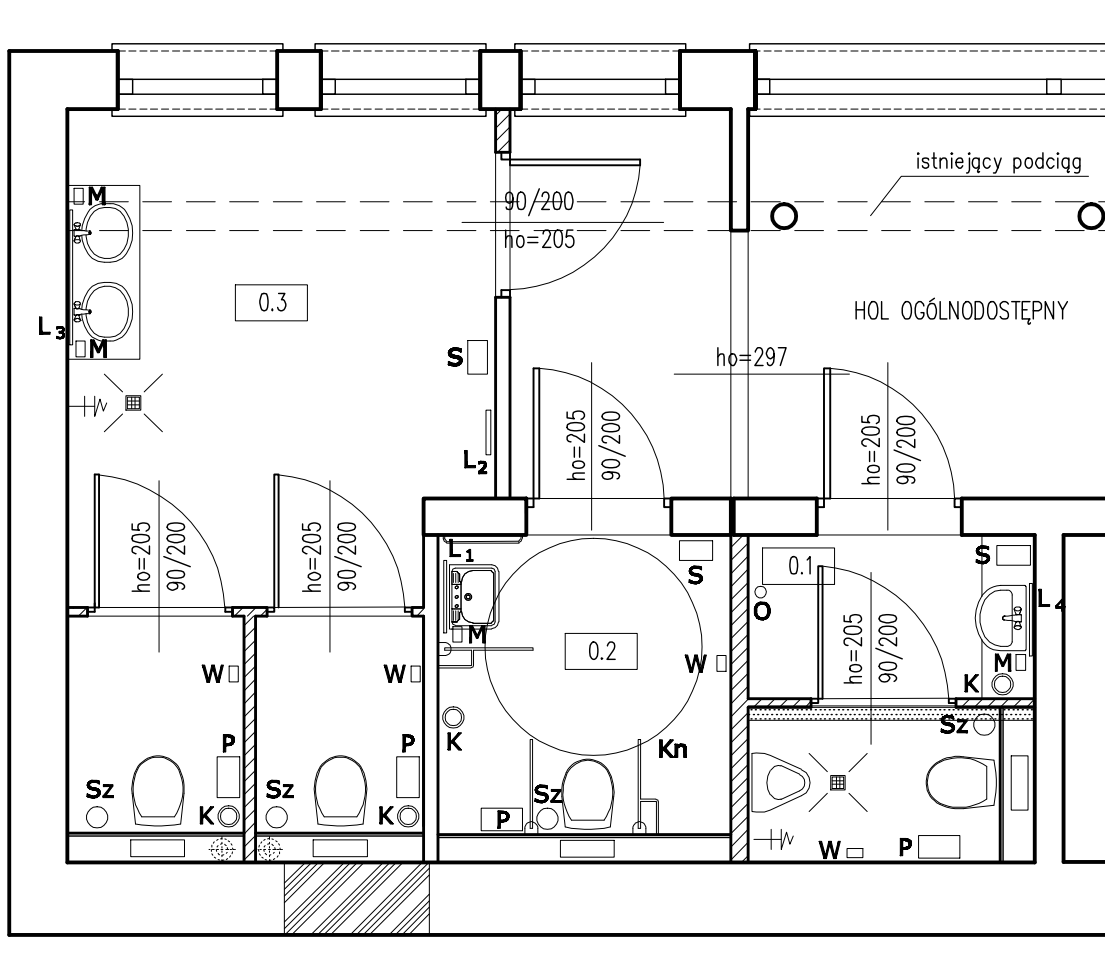 istniejący podciąg
M
90/200
ho=205
0.3
HOL OGÓLNODOSTĘPNY
L3
M
S
ho=297
L2
ho=205
90/200
ho=205
90/200
ho=205
90/200
ho=205
90/200
L1
S
0.1
S
M
O
L4
0.2
ho=205
90/200
W
W
W
M
K
K
Sz
P
P
Kn
Sz
Sz
Sz
K
K
P
W
P